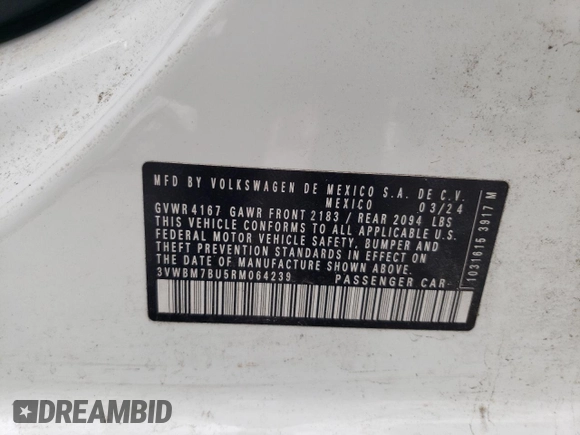 MFD BY VOLKSWAGEN DE MEXICO S.A. DE C.V.
MEXICO 03/24
GVWR 4167 GAWR FRONT 2183 / REAR 2094 LBS
THIS VEHICLE CONFORMS TO ALL APPLICABLE U.S.
FEDERAL MOTOR VEHICLE SAFETY, BUMPER AND
THEFT PREVENTION STANDARDS IN EFFECT ON
THE DATE OF MANUFACTURE SHOWN ABOVE.
3VWBM7BU5RM064239 PASSENGER CAR
1031615 3917 M
DREAMBID